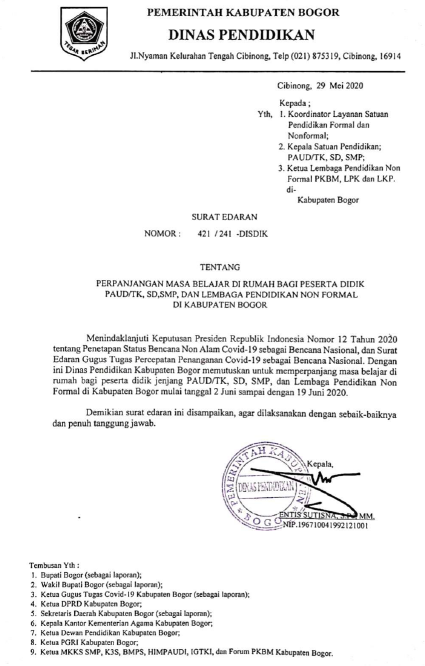 PEMERINTAH KABUPATEN BOGOR
DINAS PENDIDIKAN
Jl.Nyaman Kelurahan Tengah Cibinong, Telp (021) 875319, Cibinong, 16914
TEGAR BERIMAN
Cibinong, 29 Mei 2020
Kepada ;
Yth, 1. Koordinator Layanan Satuan
Pendidikan Formal dan
Nonformal;
2. Kepala Satuan Pendidikan;
PAUD/TK, SD, SMP;
3. Ketua Lembaga Pendidikan Non
Formal PKBM, LPK dan LKP.
di-
Kabupaten Bogor
SURAT EDARAN
NOMOR : 421 /241 -DISDIK
TENTANG
PERPANJANGAN MASA BELAJAR DI RUMAH BAGI PESERTA DIDIK
PAUD/TK, SD,SMP, DAN LEMBAGA PENDIDIKAN NON FORMAL
DI KABUPATEN BOGOR
Menindaklanjuti Keputusan Presiden Republik Indonesia Nomor 12 Tahun 2020
tentang Penetapan Status Bencana Non Alam Covid-19 sebagai Bencana Nasional, dan Surat
Edaran Gugus Tugas Percepatan Penanganan Covid-19 sebagai Bencana Nasional. Dengan
ini Dinas Pendidikan Kabupaten Bogor memutuskan untuk memperpanjang masa belajar di
rumah bagi peserta didik jenjang PAUD/TK, SD, SMP, dan Lembaga Pendidikan Non
Formal di Kabupaten Bogor mulai tanggal 2 Juni sampai dengan 19 Juni 2020.
Demikian surat edaran ini disampaikan, agar dilaksanakan dengan sebaik-baiknya
dan penuh tanggung jawab.
Kepala,
PEMERINTAH KABUPATEN
DINAS PENDIDIKAN
BOGOR
ENTIS SUTISNA, MM.
NIP.196710041992121001
Tembusan Yth :
1. Bupati Bogor (sebagai laporan);
2. Wakil Bupati Bogor (sebagai laporan);
3. Ketua Gugus Tugas Covid-19 Kabupaten Bogor (sebagai laporan);
4. Ketua DPRD Kabupaten Bogor;
5. Sekretaris Daerah Kabupaten Bogor (sebagai laporan);
6. Kepala Kantor Kementerian Agama Kabupaten Bogor;
7. Ketua Dewan Pendidikan Kabupaten Bogor;
8. Ketua PGRI Kabupaten Bogor;
9. Ketua MKKS SMP, K3S, BMPS, HIMPAUDI, IGTKI, dan Forum PKBM Kabupaten Bogor.